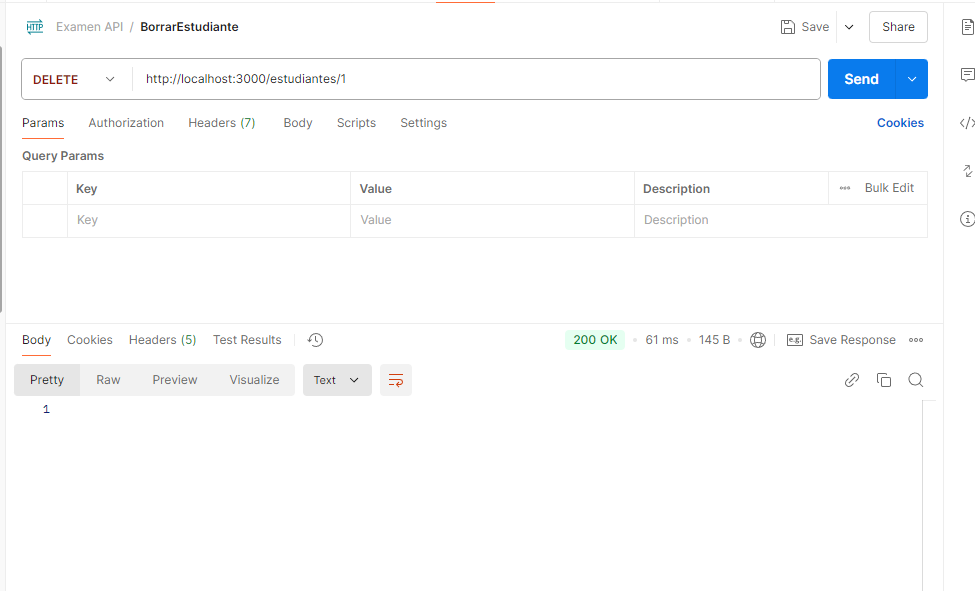 HTTP Examen API / BorrarEstudiante Save Share
DELETE http://localhost:3000/estudiantes/1 Send
Params Authorization Headers (7) Body Scripts Settings Cookies
Query Params
Key Value Description Bulk Edit
Key Value Description
Body Cookies Headers (5) Test Results 200 OK 61 ms 145 B e.g. Save Response
Pretty Raw Preview Visualize Text
1